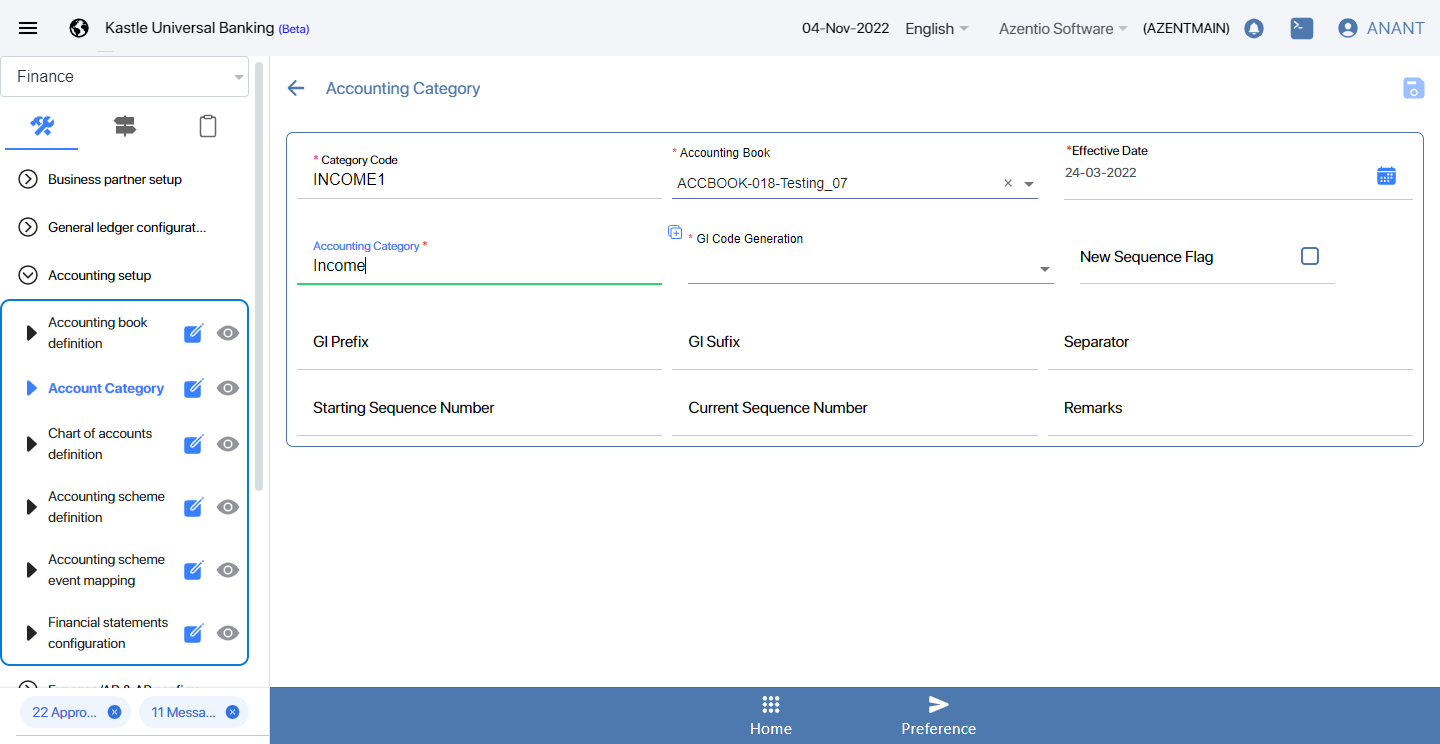 Kastle Universal Banking (Beta)
04-Nov-2022
English
Azentio Software
(AZENTMAIN)
ANANT
Finance
Business partner setup
General ledger configurat...
Accounting setup
Accounting book
definition
Account Category
Chart of accounts
definition
Accounting scheme
definition
Accounting scheme
event mapping
Financial statements
configuration
22 Appro...
11 Messa...
Accounting Category
* Category Code
INCOME1
* Accounting Book
ACCBOOK-018-Testing_07
*Effective Date
24-03-2022
Accounting Category *
Income
* Gl Code Generation
New Sequence Flag
Gl Prefix
Gl Sufix
Separator
Starting Sequence Number
Current Sequence Number
Remarks
Home
Preference